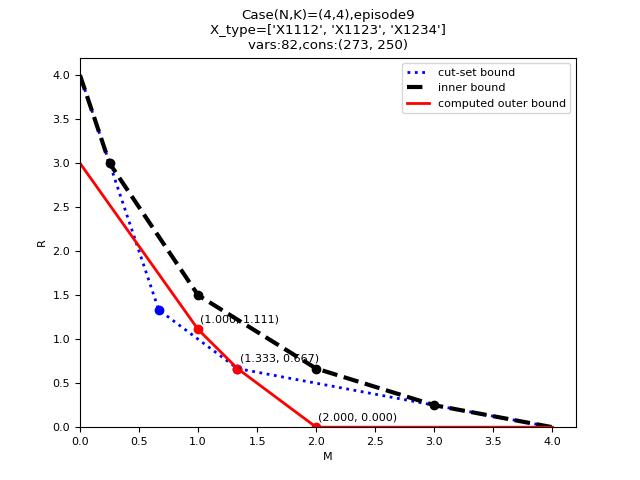 Case(N,K)=(4,4),episode9
X_type=['X1112', 'X1123', 'X1234']
vars:82,cons:(273, 250)
cut-set bound
inner bound
computed outer bound
4.0
3.5
3.0
2.5
2.0
1.5
1.0
0.5
0.0
R
(1.000, 1.111)
(1.333, 0.667)
(2.000, 0.000)
0.0 0.5 1.0 1.5 2.0 2.5 3.0 3.5 4.0
M